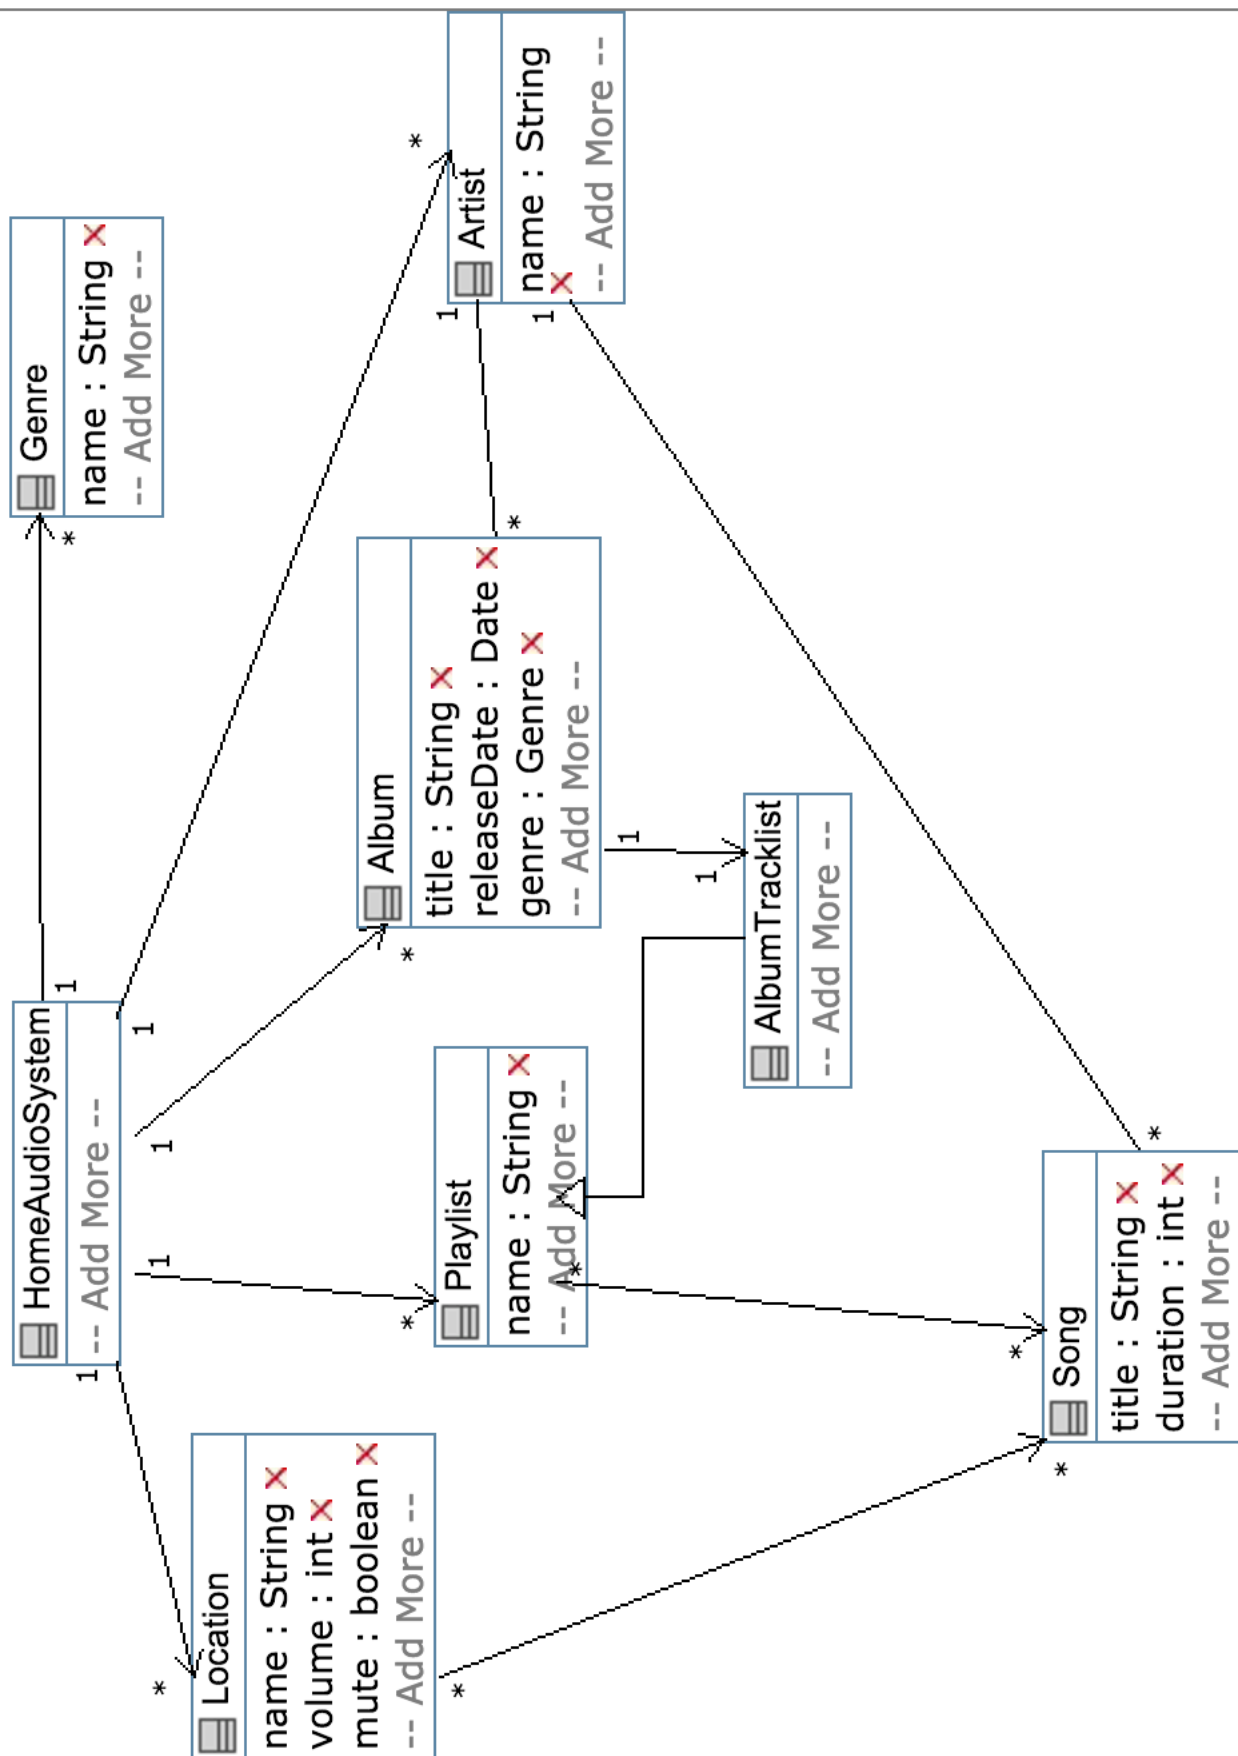 HomeAudioSystem
-- Add More --
1
1
1
1
1
Genre
name : String
-- Add More --
*
Location
name : String
volume : int
mute : boolean
-- Add More --
*
*
Playlist
name : String
-- Add More --
*
*
Album
title : String
releaseDate : Date
genre : Genre
-- Add More --
*
*
1
Artist
name : String
-- Add More --
*
1
1
AlbumTracklist
-- Add More --
1
Song
title : String
duration : int
-- Add More --
*
*
*